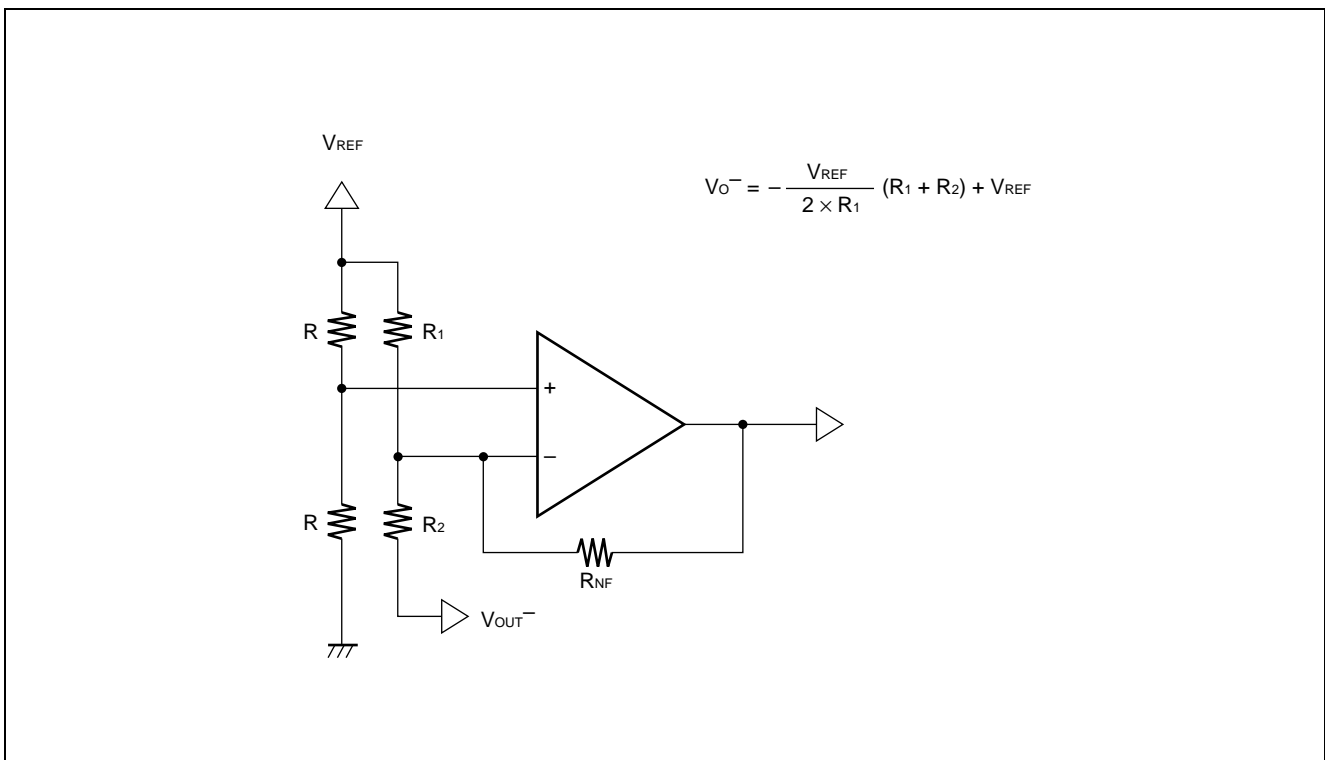 VREF
VO− = − VREF / 2 × R1 (R1 + R2) + VREF
R
R1
+
−
R
R2
RNF
VOUT−